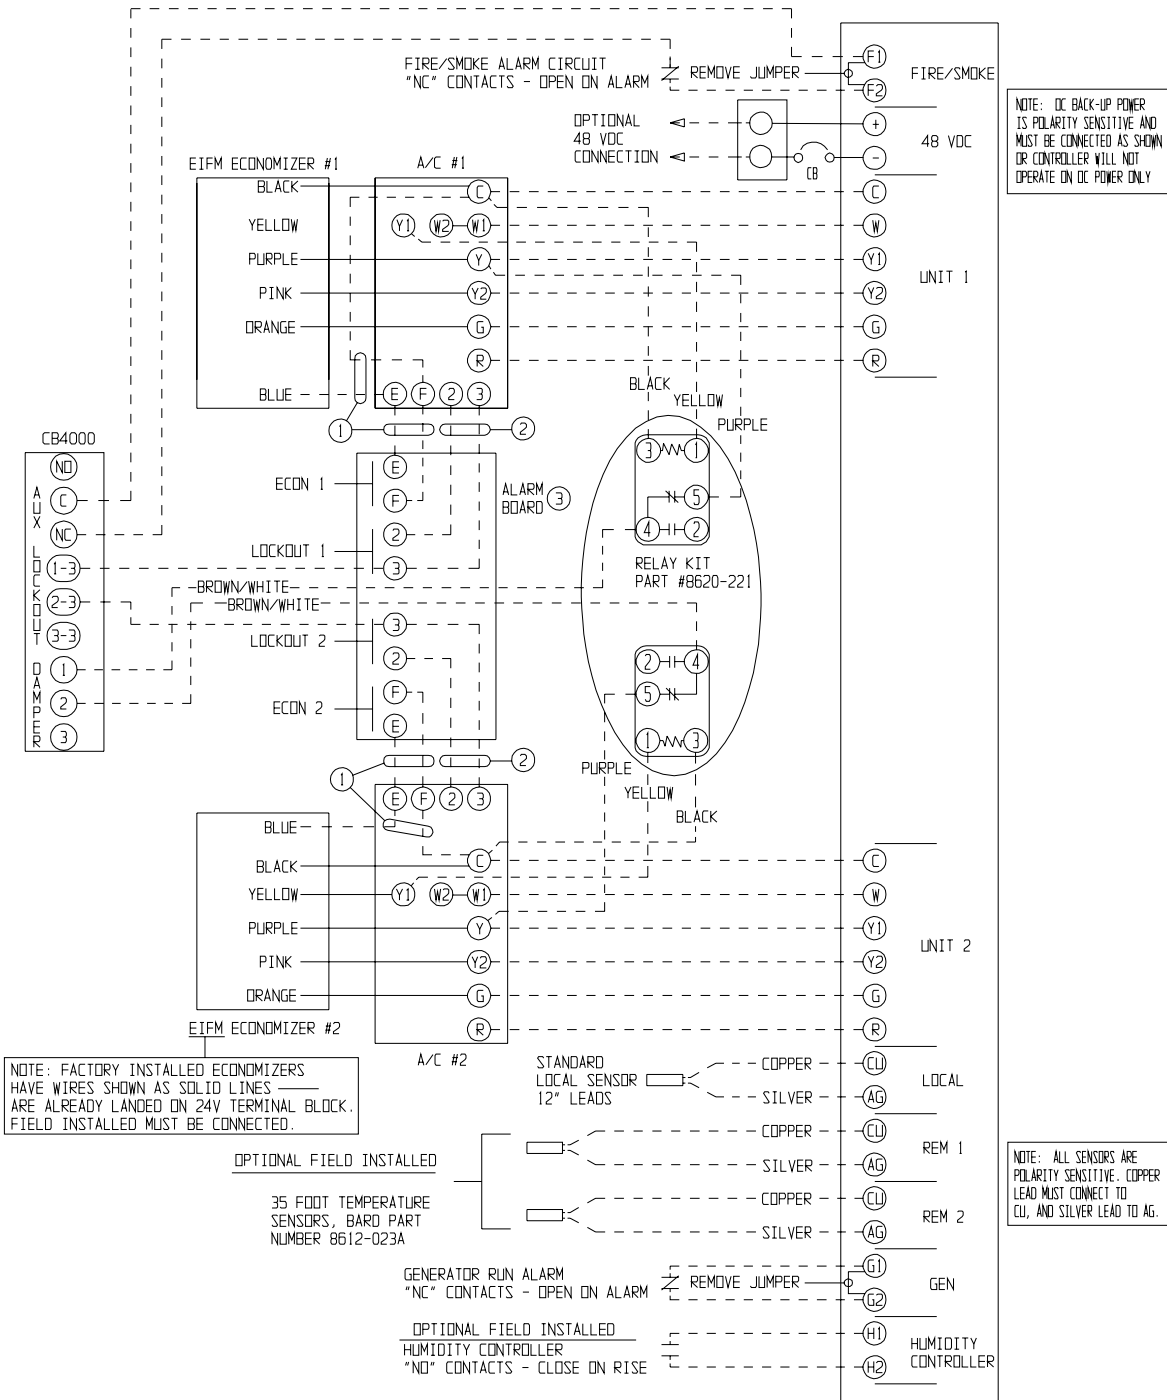 FIRE/SMOKE ALARM CIRCUIT
"NC" CONTACTS - OPEN ON ALARM
REMOVE JUMPER
F1
F2
FIRE/SMOKE
OPTIONAL
48 VDC
CONNECTION
CB
+
-
48 VDC
NOTE: DC BACK-UP POWER
IS POLARITY SENSITIVE AND
MUST BE CONNECTED AS SHOWN
OR CONTROLLER WILL NOT
OPERATE ON DC POWER ONLY
EIFM ECONOMIZER #1
A/C #1
BLACK
YELLOW
PURPLE
PINK
ORANGE
BLUE
C
Y1
W2
W1
Y
Y2
G
R
E
F
2
3
C
W
Y1
Y2
G
R
UNIT 1
1
2
BLACK
YELLOW
PURPLE
CB4000
AUX LOCKOUT DAMPER
NO
C
NC
1-3
2-3
3-3
1
2
3
ECON 1
LOCKOUT 1
LOCKOUT 2
ECON 2
E
F
2
3
3
2
F
E
ALARM
BOARD
3
BROWN/WHITE
BROWN/WHITE
3
1
5
4
2
RELAY KIT
PART #8620-221
2
4
5
1
3
PURPLE
YELLOW
BLACK
1
2
E
F
2
3
BLUE
BLACK
YELLOW
PURPLE
PINK
ORANGE
C
Y1
W2
W1
Y
Y2
G
R
C
W
Y1
Y2
G
R
UNIT 2
EIFM ECONOMIZER #2
A/C #2
NOTE: FACTORY INSTALLED ECONOMIZERS
HAVE WIRES SHOWN AS SOLID LINES
ARE ALREADY LANDED ON 24V TERMINAL BLOCK.
FIELD INSTALLED MUST BE CONNECTED.
STANDARD
LOCAL SENSOR
12" LEADS
COPPER
SILVER
CU
AG
LOCAL
OPTIONAL FIELD INSTALLED
35 FOOT TEMPERATURE
SENSORS, BARD PART
NUMBER 8612-023A
COPPER
SILVER
CU
AG
REM 1
COPPER
SILVER
CU
AG
REM 2
NOTE: ALL SENSORS ARE
POLARITY SENSITIVE. COPPER
LEAD MUST CONNECT TO
CU, AND SILVER LEAD TO AG.
GENERATOR RUN ALARM
"NC" CONTACTS - OPEN ON ALARM
REMOVE JUMPER
G1
G2
GEN
OPTIONAL FIELD INSTALLED
HUMIDITY CONTROLLER
"NO" CONTACTS - CLOSE ON RISE
H1
H2
HUMIDITY
CONTROLLER